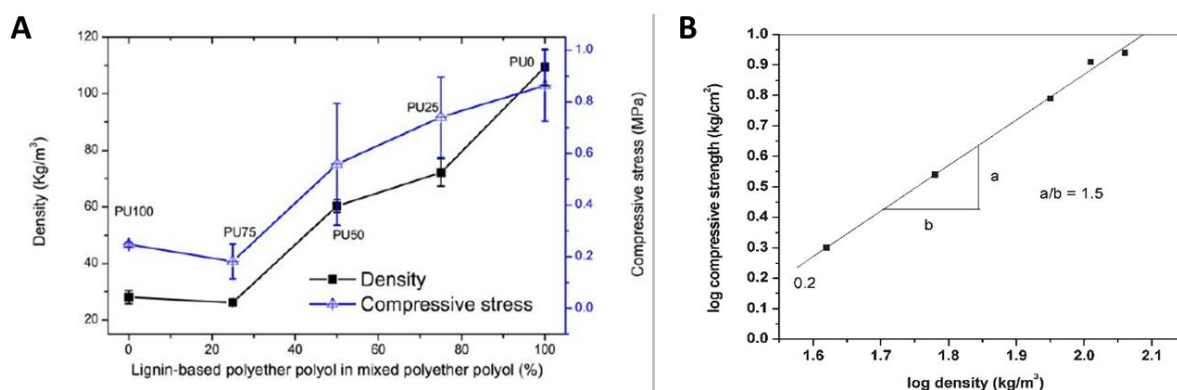 A
Density (Kg/m³)
120
100
80
60
40
20
PU100
PU75
PU50
PU25
PU0
Density
Compressive stress
1.0
0.8
0.6
0.4
0.2
0.0
Compressive stress (MPa)
0 20 40 60 80 100
Lignin-based polyether polyol in mixed polyether polyol (%)
B
log compressive strength (kg/cm²)
1.0
0.9
0.8
0.7
0.6
0.5
0.4
0.3
0.2
0.1
0.0
a
b
a/b = 1.5
0.2
1.6 1.7 1.8 1.9 2.0 2.1
log density (kg/m³)